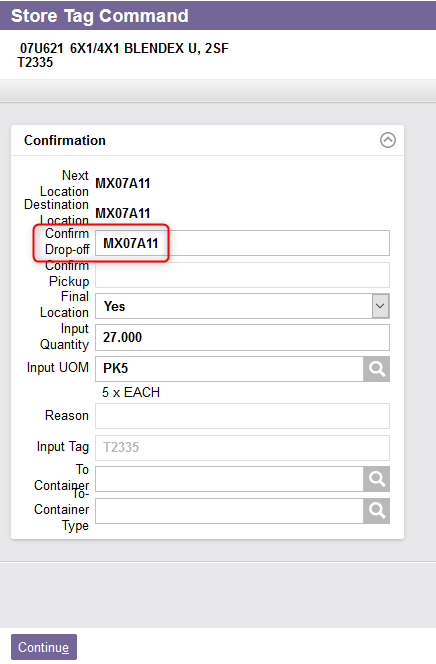 Store Tag Command
07U621 6X1/4X1 BLENDEX U, 2SF
T2335
Confirmation
Next Location MX07A11
Destination Location MX07A11
Confirm Drop-off MX07A11
Confirm Pickup
Final Location Yes
Input Quantity 27.000
Input UOM PK5
5 x EACH
Reason
Input Tag T2335
To Container
To-Container Type
Continue